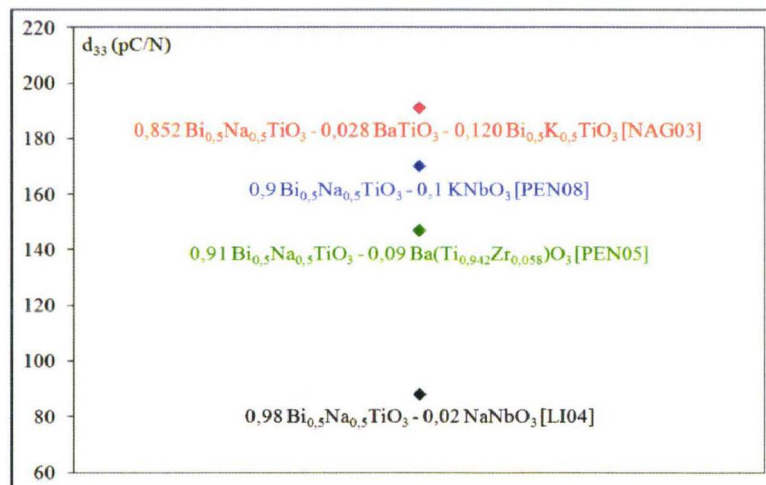 220
d₃₃ (pC/N)
200
0,852 Bi₀,₅Na₀,₅TiO₃ - 0,028 BaTiO₃ - 0,120 Bi₀,₅K₀,₅TiO₃ [NAG03]
180
160
0,9 Bi₀,₅Na₀,₅TiO₃ - 0,1 KNbO₃ [PEN08]
140
0,91 Bi₀,₅Na₀,₅TiO₃ - 0,09 Ba(Ti₀,₉₄₂Zr₀,₀₅₈)O₃ [PEN05]
120
100
80
0,98 Bi₀,₅Na₀,₅TiO₃ - 0,02 NaNbO₃ [LI04]
60